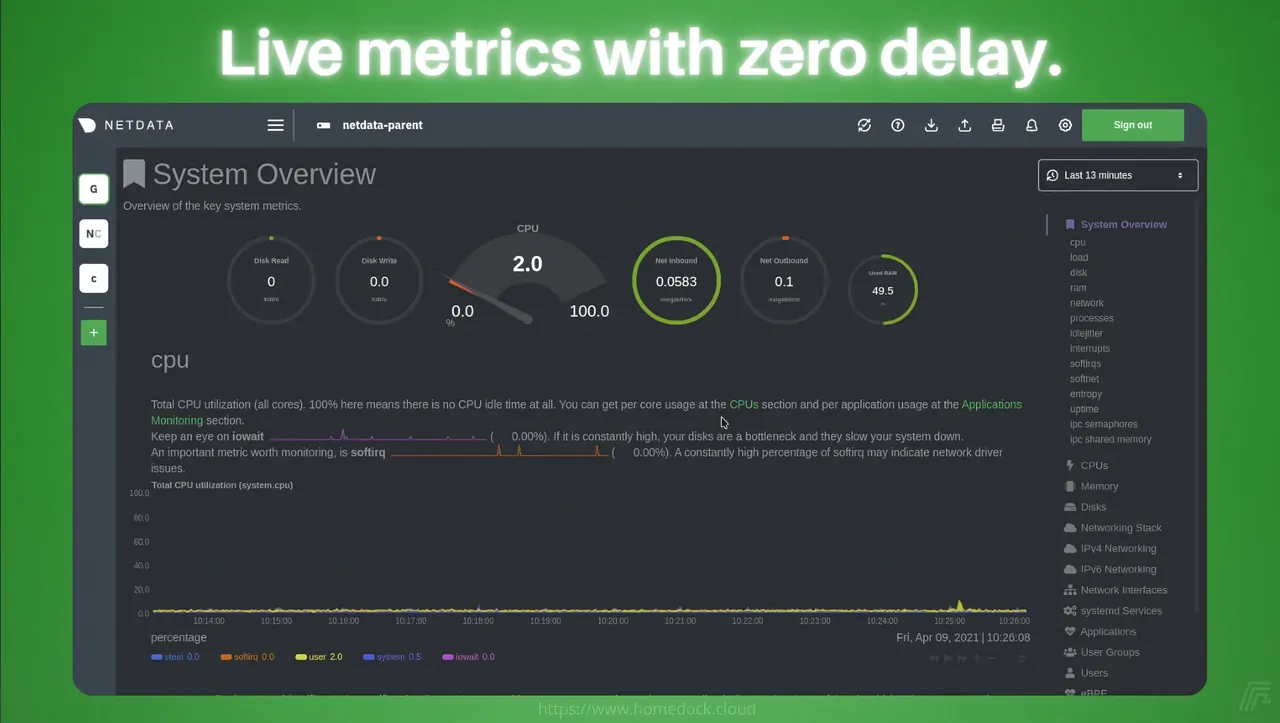 Live metrics with zero delay.
NETDATA
netdata-parent
Sign out
G
NC
c
+
System Overview
Overview of the key system metrics.
Last 13 minutes
Disk Read
0
KiB/s
Disk Write
0.0
KiB/s
CPU
2.0
0.0
100.0
%
Net Inbound
0.0583
megabits/s
Net Outbound
0.1
megabits/s
Used RAM
49.5
%
cpu
Total CPU utilization (all cores). 100% here means there is no CPU idle time at all. You can get per core usage at the CPUs section and per application usage at the Applications
Monitoring section.
Keep an eye on iowait ( 0.00%). If it is constantly high, your disks are a bottleneck and they slow your system down.
An important metric worth monitoring, is softirq ( 0.00%). A constantly high percentage of softirq may indicate network driver
issues.
Total CPU utilization (system.cpu)
100.0
80.0
60.0
40.0
20.0
0.0
10:14:00 10:15:00 10:16:00 10:17:00 10:18:00 10:19:00 10:20:00 10:21:00 10:22:00 10:23:00 10:24:00 10:25:00 10:26:00
percentage
Fri, Apr 09, 2021 | 10:26:08
steal 0.0 softirq 0.0 user 2.0 system 0.5 iowait 0.0
System Overview
cpu
load
disk
ram
network
processes
idlejitter
interrupts
softirqs
softnet
entropy
uptime
ipc semaphores
ipc shared memory
CPUs
Memory
Disks
Networking Stack
IPv4 Networking
IPv6 Networking
Network Interfaces
systemd Services
Applications
User Groups
Users
eBPF
https://www.homedock.cloud